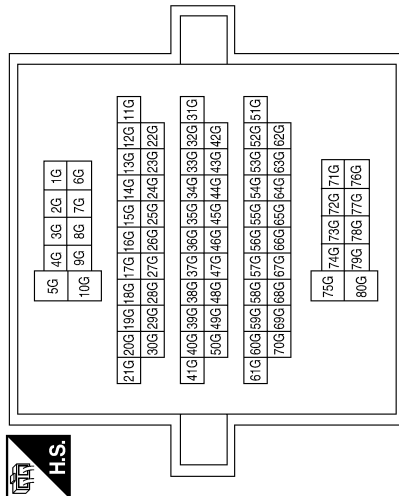 H.S.
5G 4G 3G 2G 1G
10G 9G 8G 7G 6G
21G 20G 19G 18G 17G 16G 15G 14G 13G 12G 11G
30G 29G 28G 27G 26G 25G 24G 23G 22G
41G 40G 39G 38G 37G 36G 35G 34G 33G 32G 31G
50G 49G 48G 47G 46G 45G 44G 43G 42G
61G 60G 59G 58G 57G 56G 55G 54G 53G 52G 51G
70G 69G 68G 67G 66G 65G 64G 63G 62G
75G 74G 73G 72G 71G
80G 79G 78G 77G 76G